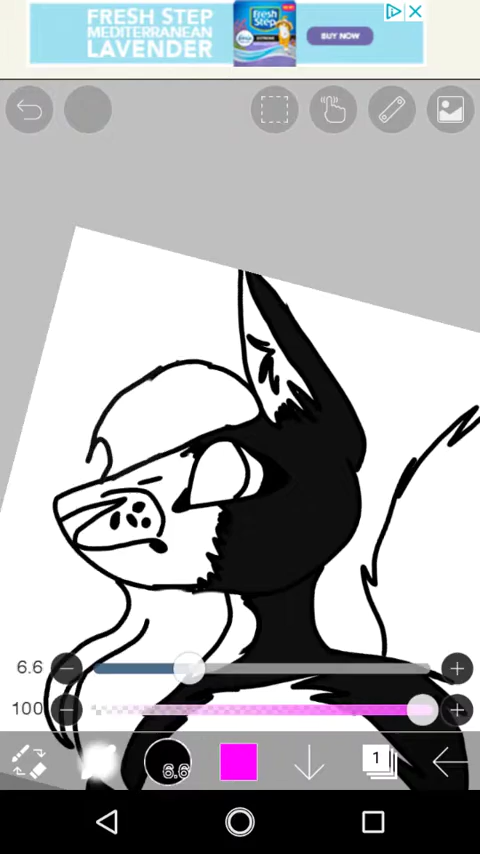 FRESH STEP
MEDITERRANEAN
LAVENDER
fresh step
BUY NOW
6.6
100
6.6
1